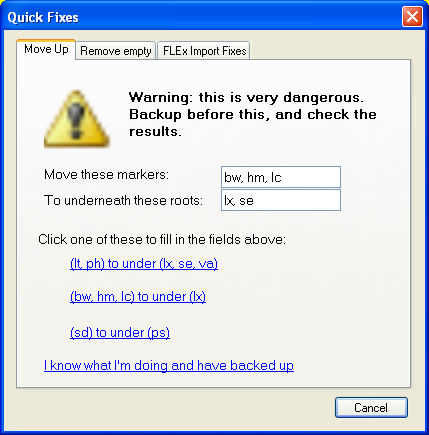 Quick Fixes
Move Up
Remove empty
FLEx Import Fixes
Warning: this is very dangerous.
Backup before this, and check the
results.
Move these markers:
bw, hm, lc
To underneath these roots:
lx, se
Click one of these to fill in the fields above:
(lt, ph) to under (lx, se, va)
(bw, hm, lc) to under (lx)
(sd) to under (ps)
I know what I'm doing and have backed up
Cancel